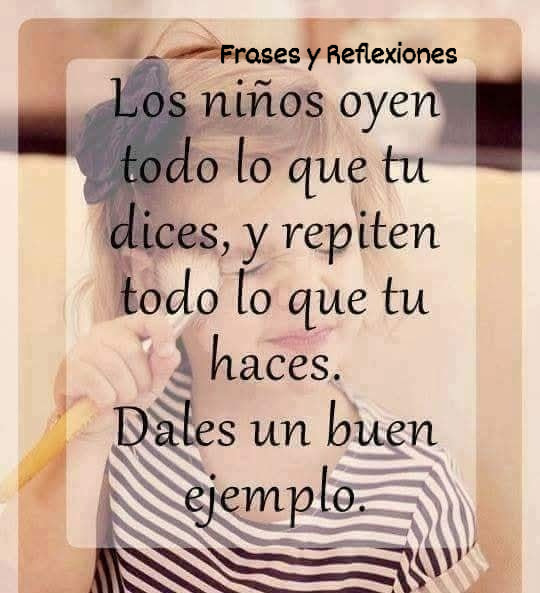 Frases y Reflexiones
Los niños oyen
todo lo que tu
dices, y repiten
todo lo que tu
haces.
Dales un buen
ejemplo.